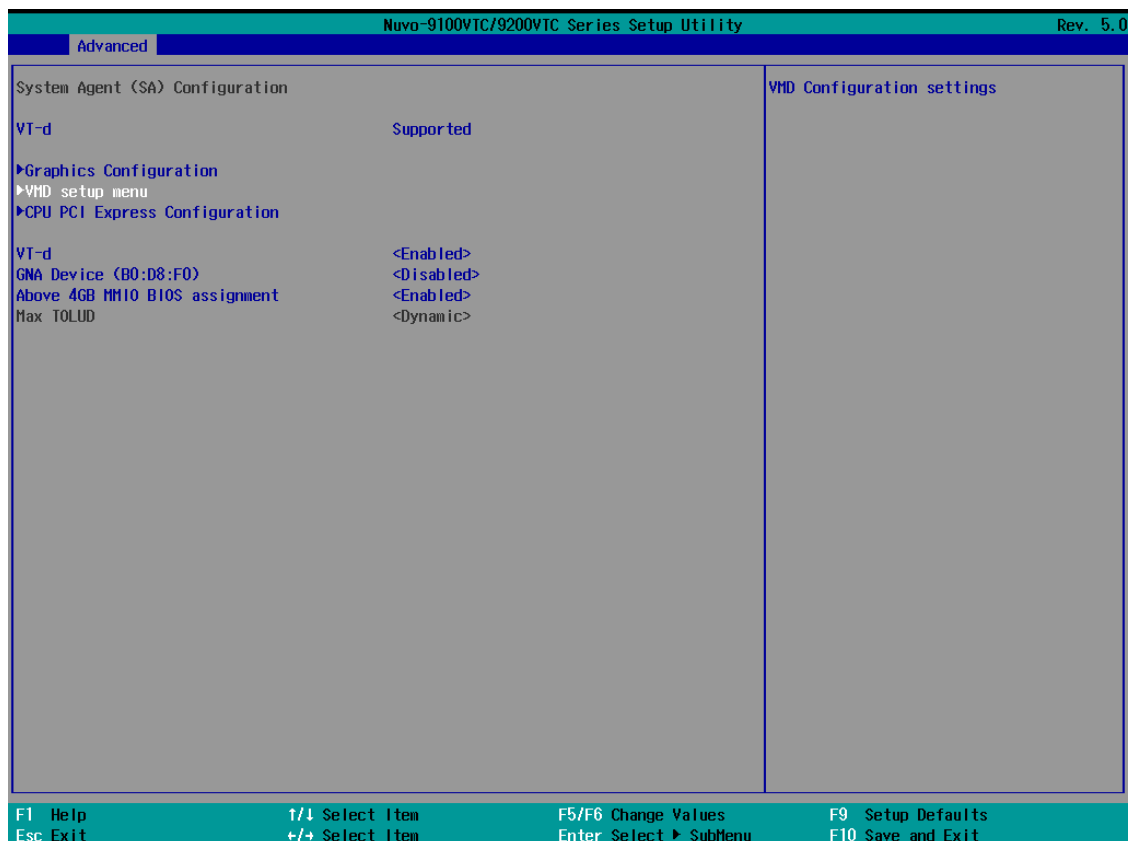 Nuvo-9100VTC/9200VTC Series Setup Utility Rev. 5.0
Advanced
System Agent (SA) Configuration VMD Configuration settings
VT-d Supported
▶Graphics Configuration
▶VMD setup menu
▶CPU PCI Express Configuration
VT-d <Enabled>
GNA Device (B0:D8:F0) <Disabled>
Above 4GB MMIO BIOS assignment <Enabled>
Max TOLUD <Dynamic>
F1 Help ↑/↓ Select Item F5/F6 Change Values F9 Setup Defaults
Esc Exit ←/→ Select Item Enter Select ▶ SubMenu F10 Save and Exit